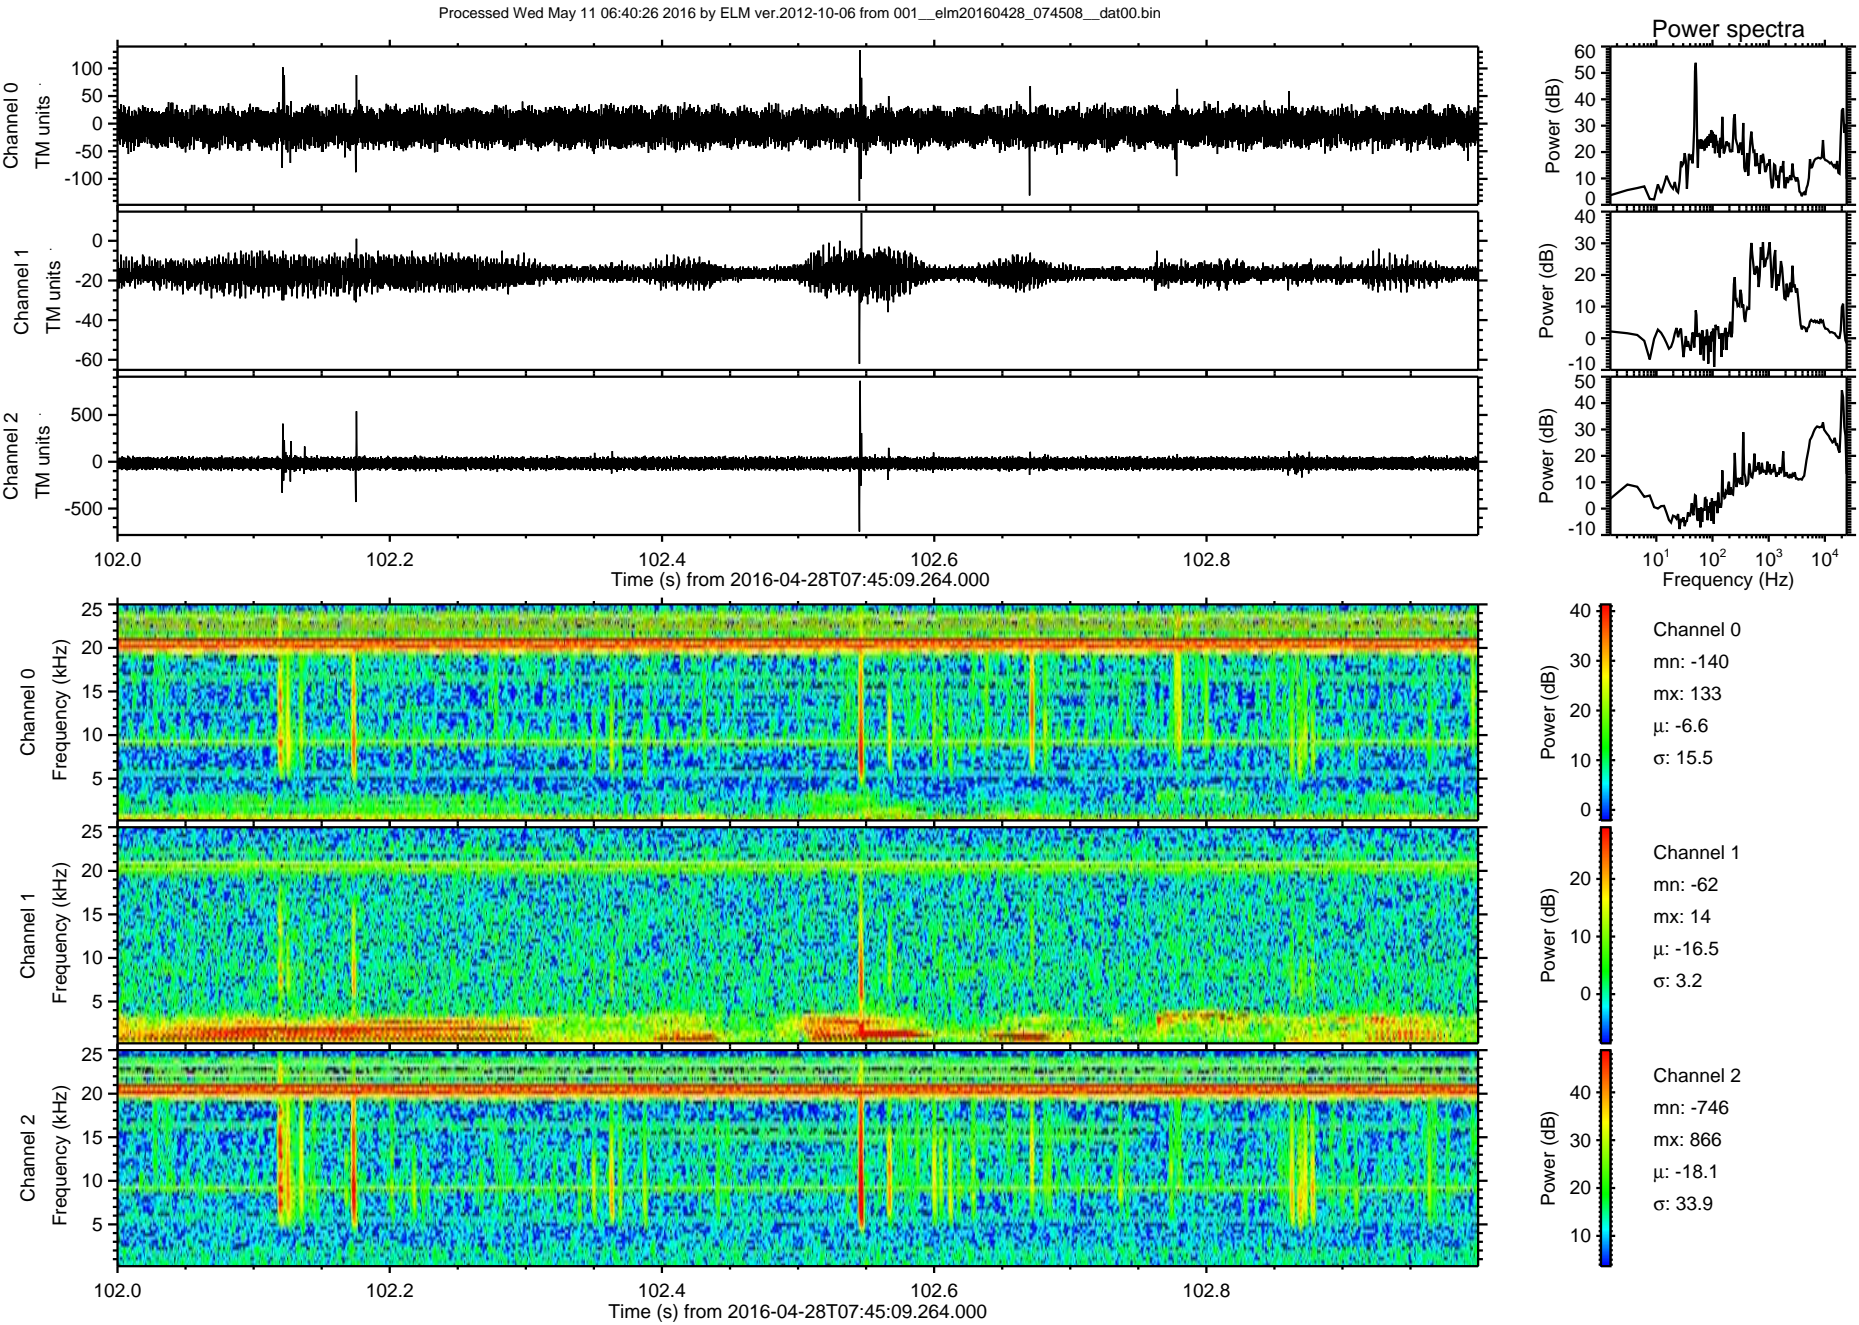 Processed Wed May 11 06:40:26 2016 by ELM ver.2012-10-06 from 001__elm20160428_074508__dat00.bin
Power spectra
Channel 0
TM units
100
50
0
-50
-100
Power (dB)
60
50
40
30
20
10
0
Channel 1
TM units
0
-20
-40
-60
Power (dB)
40
30
20
10
0
-10
Channel 2
TM units
500
0
-500
Power (dB)
50
40
30
20
10
0
-10
102.0 102.2 102.4 102.6 102.8
Time (s) from 2016-04-28T07:45:09.264.000
10¹ 10² 10³ 10⁴
Frequency (Hz)
Channel 0
Frequency (kHz)
25
20
15
10
5
Power (dB)
40
30
20
10
0
Channel 0
mn: -140
mx: 133
μ: -6.6
σ: 15.5
Channel 1
Frequency (kHz)
25
20
15
10
5
Power (dB)
20
10
0
Channel 1
mn: -62
mx: 14
μ: -16.5
σ: 3.2
Channel 2
Frequency (kHz)
25
20
15
10
5
Power (dB)
40
30
20
10
Channel 2
mn: -746
mx: 866
μ: -18.1
σ: 33.9
102.0 102.2 102.4 102.6 102.8
Time (s) from 2016-04-28T07:45:09.264.000